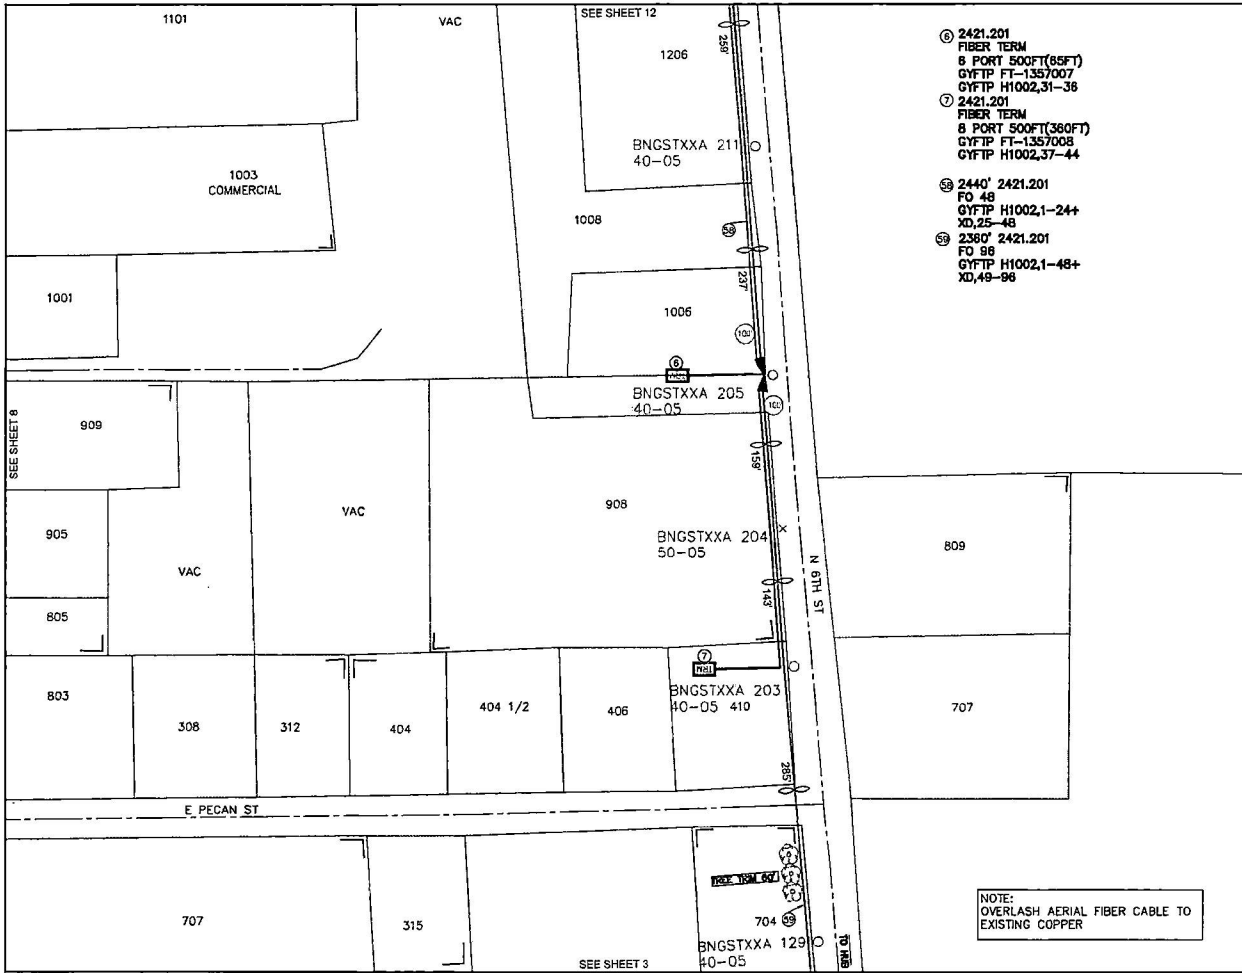 1101
VAC
SEE SHEET 12
1206
259'
⑥ 2421.201
FIBER TERM
8 PORT 500FT(65FT)
GYFTP FT-1357007
GYFTP H1002,31-36
⑦ 2421.201
FIBER TERM
8 PORT 500FT(360FT)
GYFTP FT-1357008
GYFTP H1002,37-44
58 2440' 2421.201
FO 48
GYFTP H1002,1-24+
XD,25-48
59 2360' 2421.201
FO 96
GYFTP H1002,1-48+
XD,49-96
BNGSTXXA 211
40-05
1003
COMMERCIAL
1008
58
237'
1001
1006
100'
6
BNGSTXXA 205
40-05
100'
SEE SHEET 8
909
159'
VAC
908
905
BNGSTXXA 204
50-05
809
VAC
N 6TH ST
143'
805
7
TRM
803
BNGSTXXA 203
40-05 410
308
312
404
404 1/2
406
707
285'
E PECAN ST
TREE TRIM 60'
707
315
704 59
BNGSTXXA 129
40-05
TO HUB
SEE SHEET 3
NOTE:
OVERLASH AERIAL FIBER CABLE TO
EXISTING COPPER